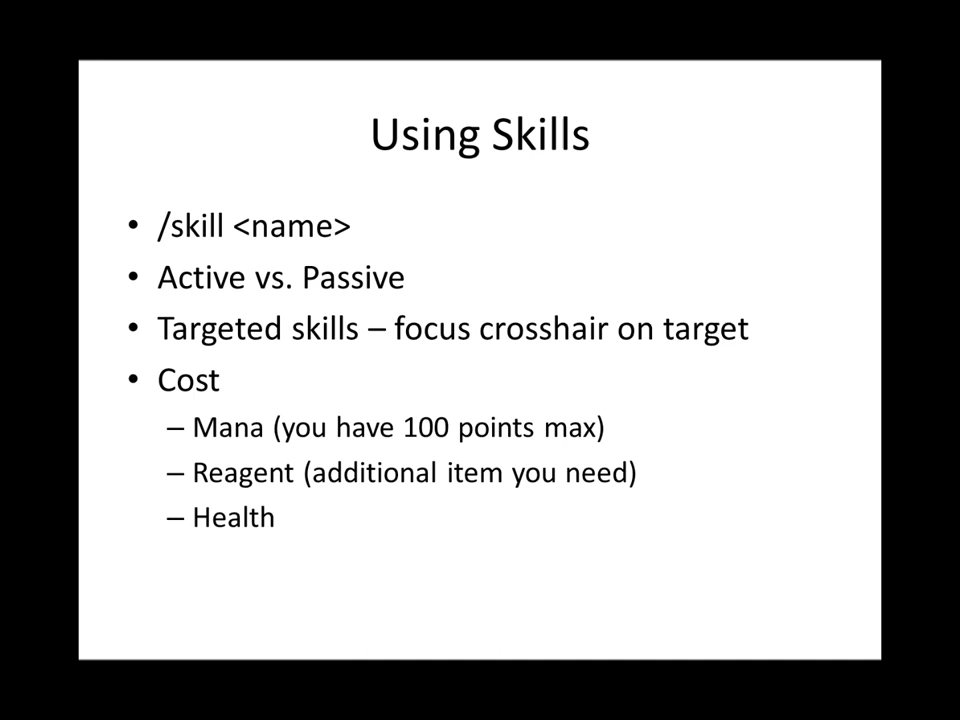 Using Skills
• /skill <name>
• Active vs. Passive
• Targeted skills – focus crosshair on target
• Cost
– Mana (you have 100 points max)
– Reagent (additional item you need)
– Health